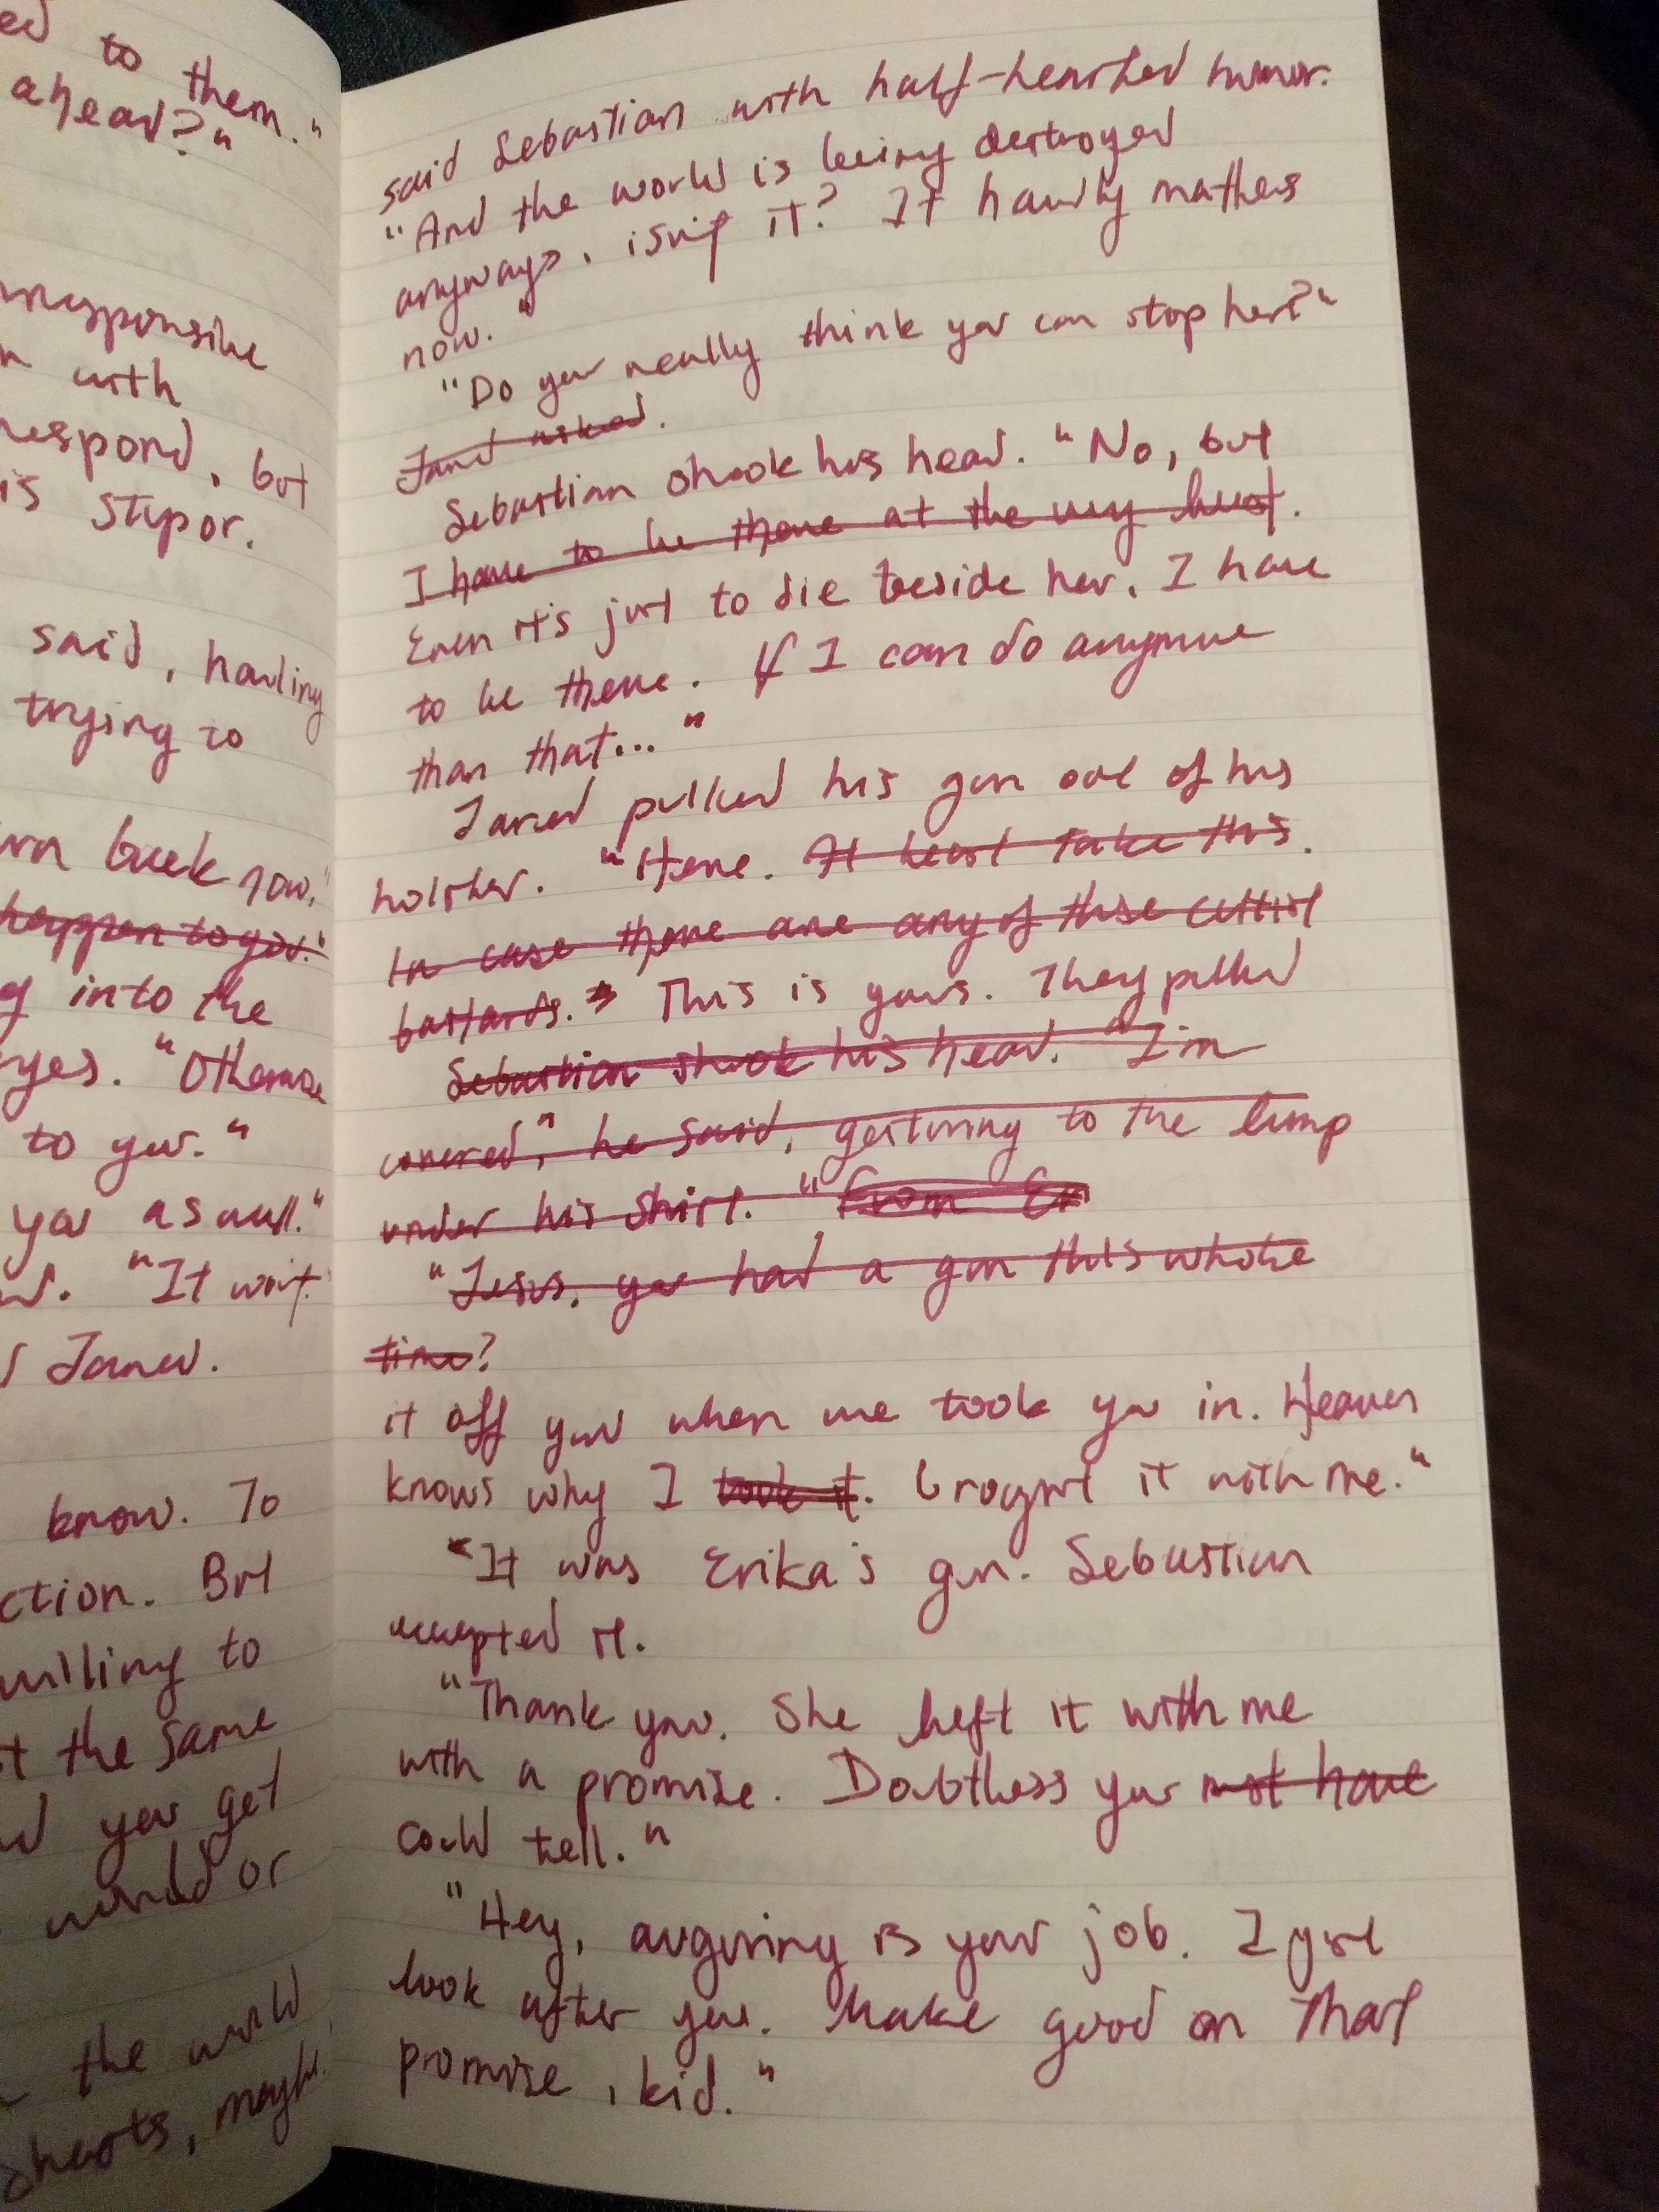 ed to them."
ahead?"
unresponsive
with
respond, but
is stupor.
said, hauling
trying to
back now,"
happen to you."
g into the
yes. "Otherwise
to you."
you as well."
"It won't
Jared.
know. To
ction. But
willing to
t the same
you get
world or
the world
hearts, maybe
said Sebastian with half-hearted humor.
"And the world is being destroyed
anyways, isn't it? It hardly matters
now."
"Do you really think you can stop here?"
Jared asked.
Sebastian shook his head. "No, but
I have to be there at the very least.
Even it's just to die beside her. I have
to be there. If I can do anymore
than that..."
Jared pulled his gun out of his
holster. "Here. At least take this.
In case there are any of those cultist
bastards." This is yours. They pulled
Sebastian shook his head. "I'm
covered," he said, gesturing to the lump
under his shirt. "From Er
"Jesus, you had a gun this whole
time?
it off you when we took you in. Heaven
knows why I took it. brought it with me."
"It was Erika's gun. Sebastian
accepted it.
"Thank you. She left it with me
with a promise. Doubtless you must have
could tell."
"Hey, auguring is your job. I just
look after you. Make good on that
promise, kid."